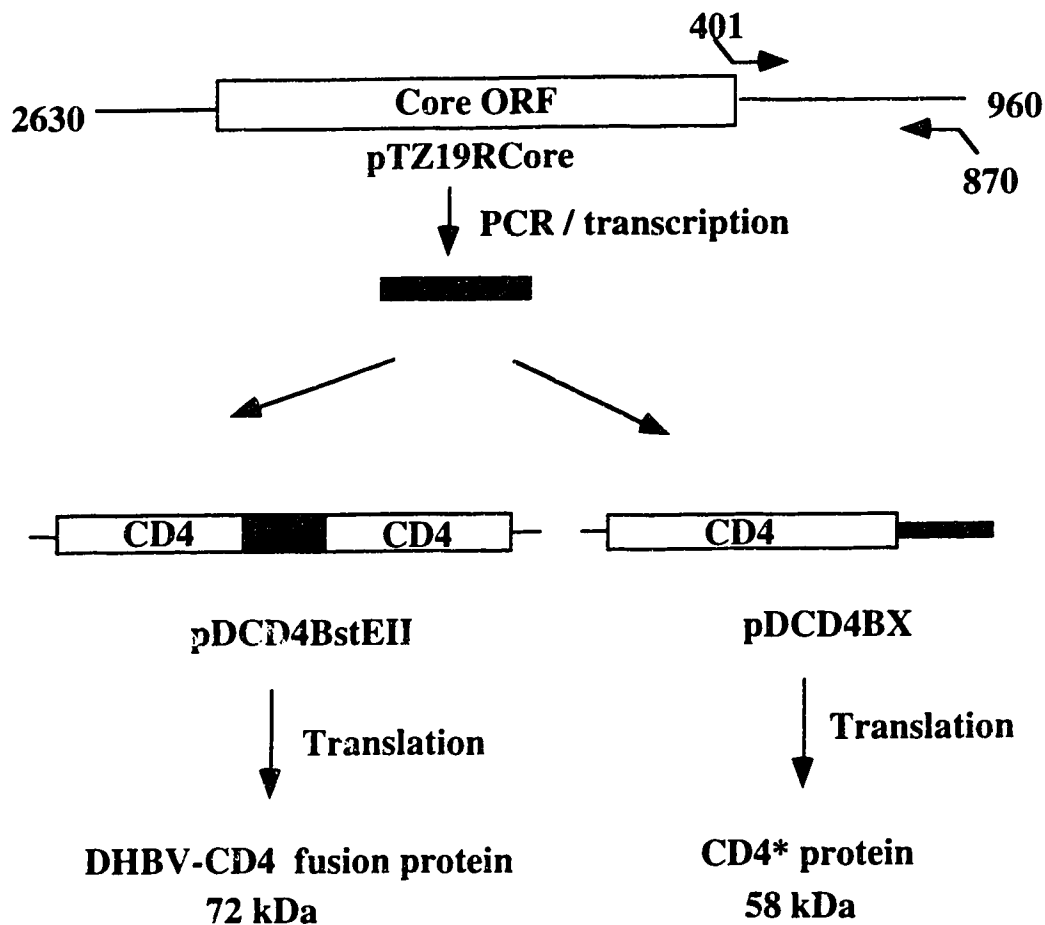 401
Core ORF
2630
960
pTZ19RCore
870
PCR / transcription
CD4 CD4
CD4
pDCD4BstEII
pDCD4BX
Translation
Translation
DHBV-CD4 fusion protein
72 kDa
CD4* protein
58 kDa